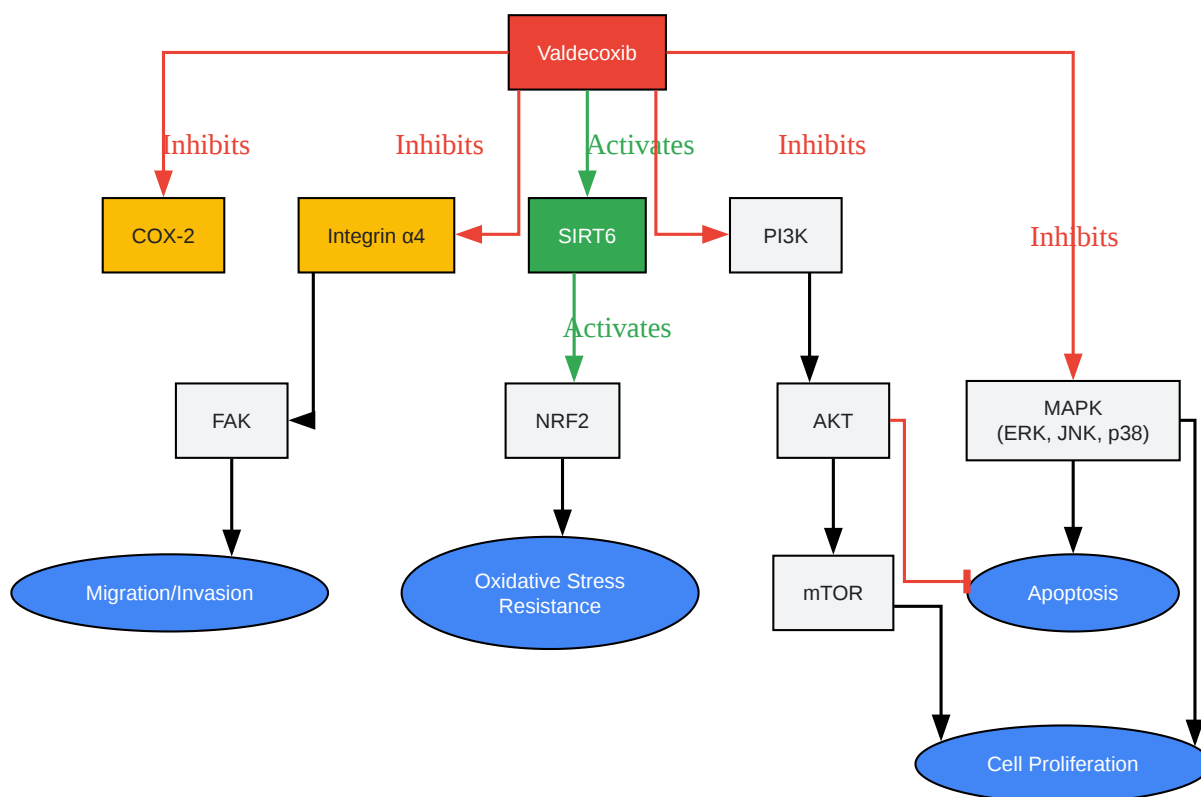 Valdecoxib
Inhibits
Inhibits
Activates
Inhibits
COX-2
Integrin α4
SIRT6
PI3K
Inhibits
Activates
FAK
NRF2
AKT
MAPK
(ERK, JNK, p38)
Migration/Invasion
Oxidative Stress
Resistance
mTOR
Apoptosis
Cell Proliferation